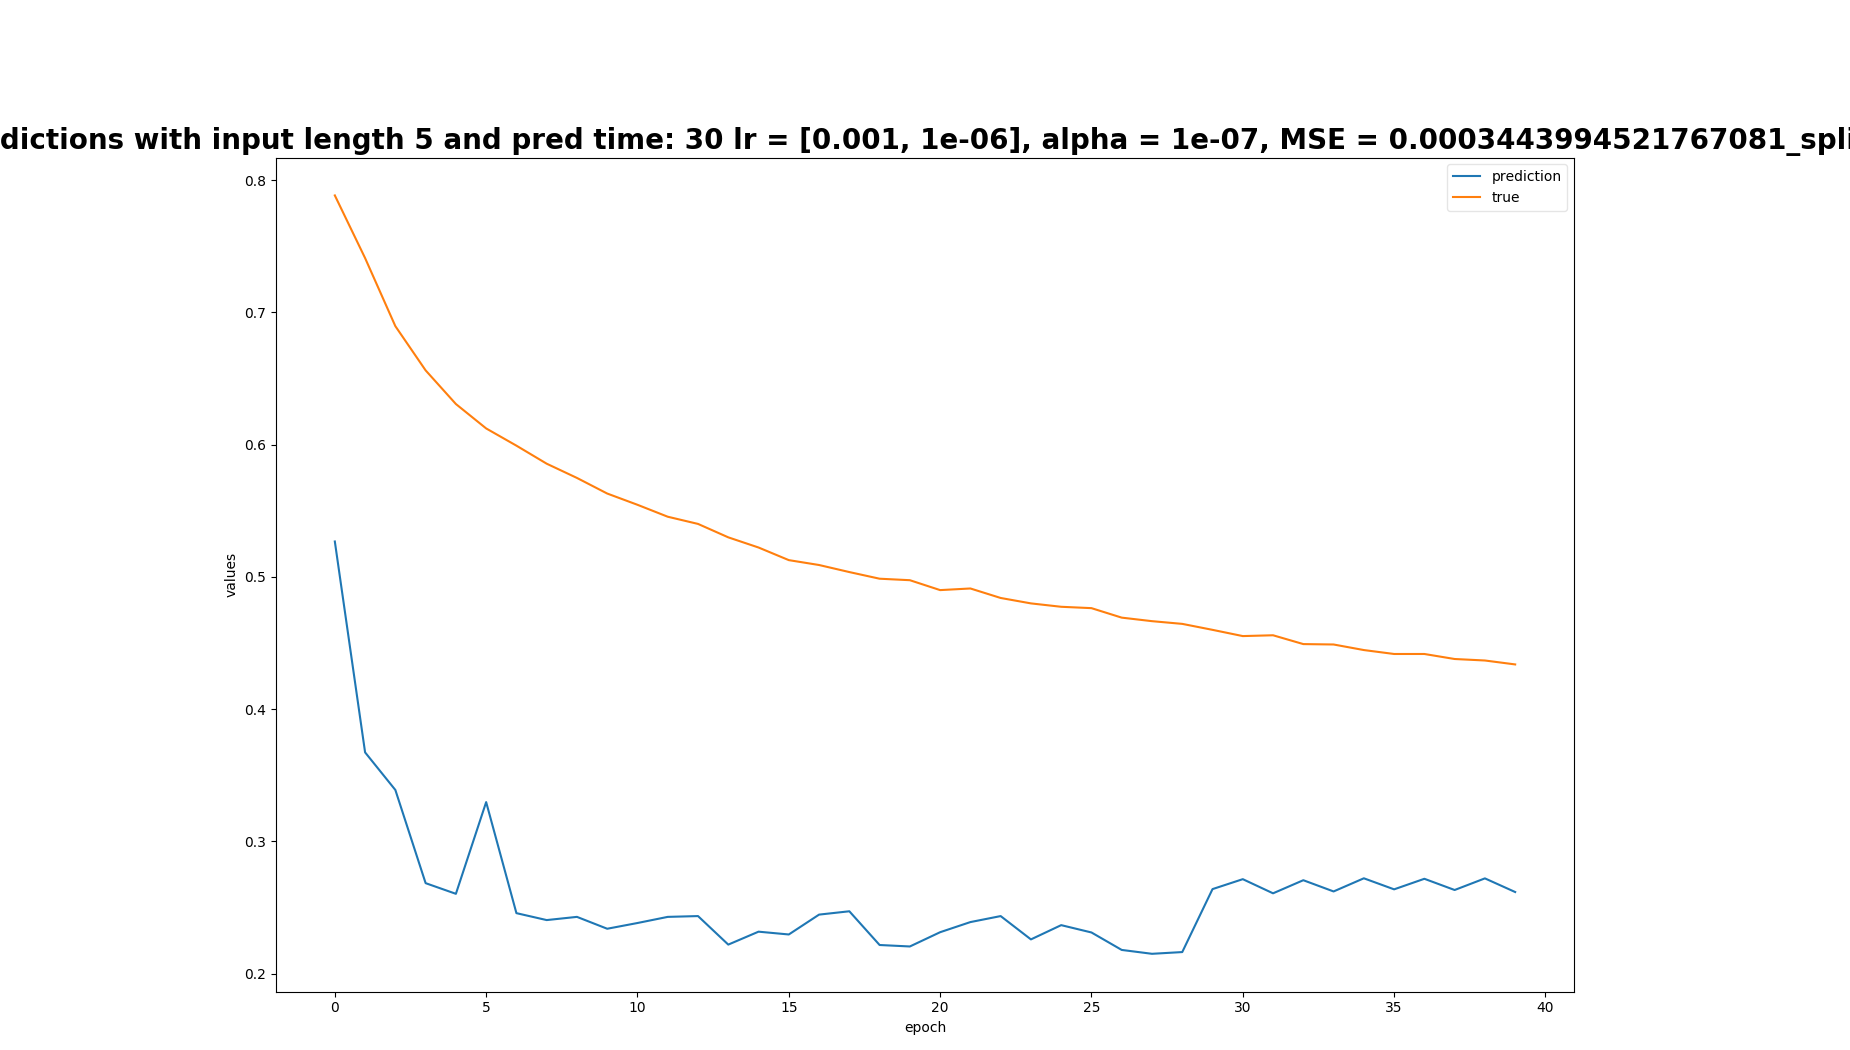 dictions with input length 5 and pred time: 30 lr = [0.001, 1e-06], alpha = 1e-07, MSE = 0.0003443994521767081_spli
prediction
true
0.8
0.7
0.6
0.5
0.4
0.3
0.2
values
0 5 10 15 20 25 30 35 40
epoch